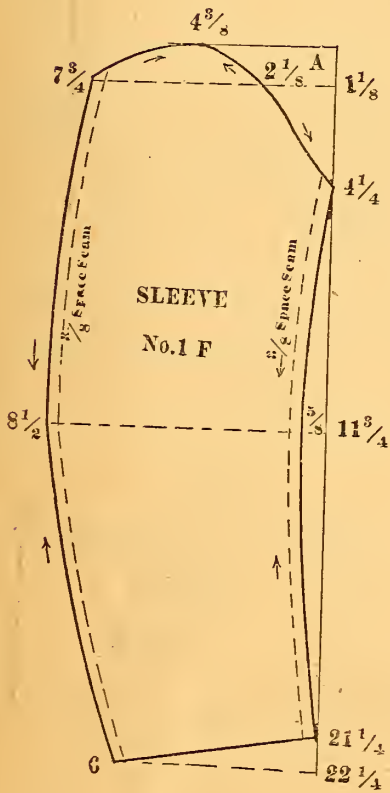 4 3/8
A
7 3/4
2 1/8
1 1/8
4 1/4
3/8 Space Seam
3/8 Space Seam
SLEEVE
No.1 F
8 1/2
5/8
11 3/4
21 1/4
6
22 1/4